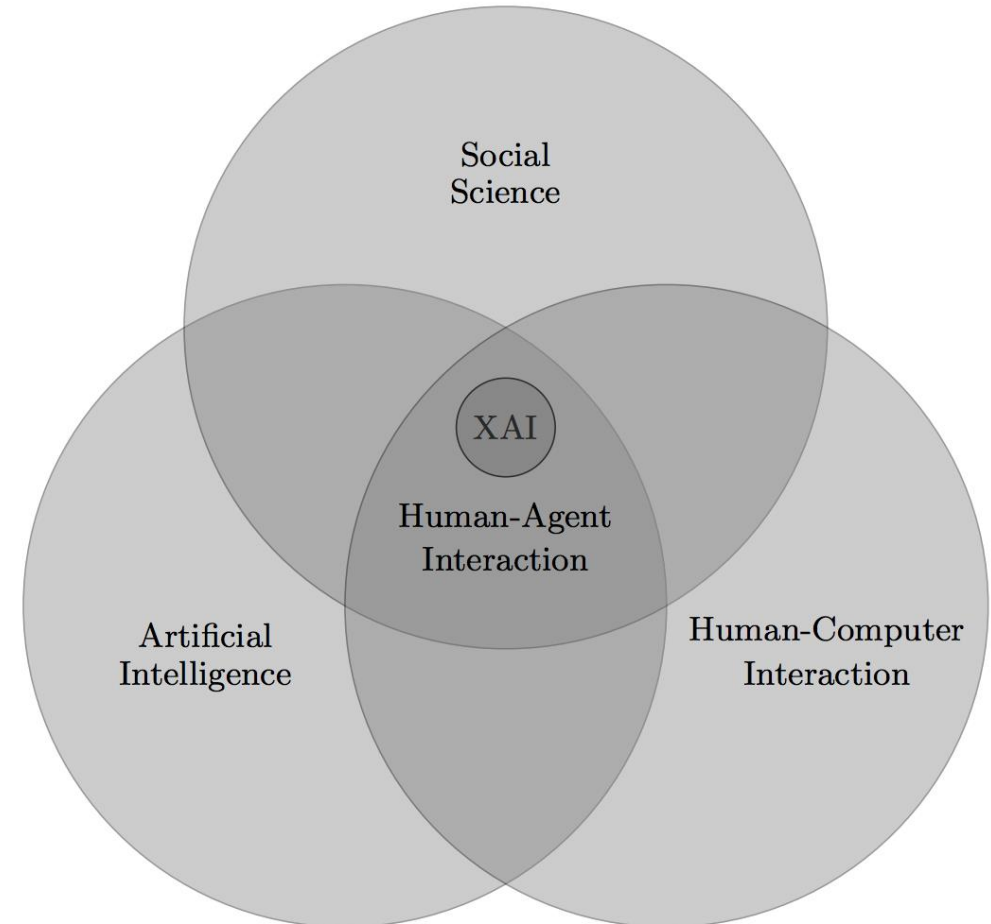 Social
Science
XAI
Human-Agent
Interaction
Artificial
Intelligence
Human-Computer
Interaction